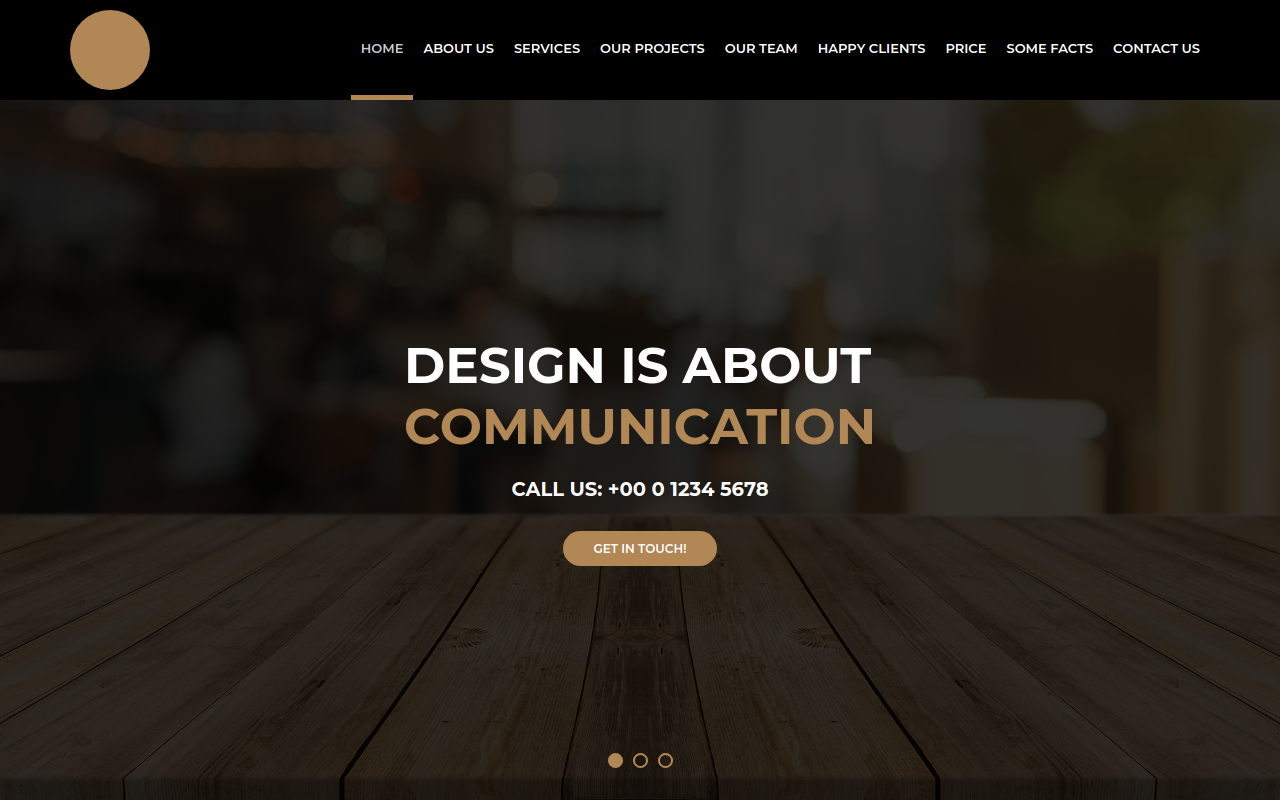 HOME
ABOUT US
SERVICES
OUR PROJECTS
OUR TEAM
HAPPY CLIENTS
PRICE
SOME FACTS
CONTACT US
DESIGN IS ABOUT
COMMUNICATION
CALL US: +00 0 1234 5678
GET IN TOUCH!